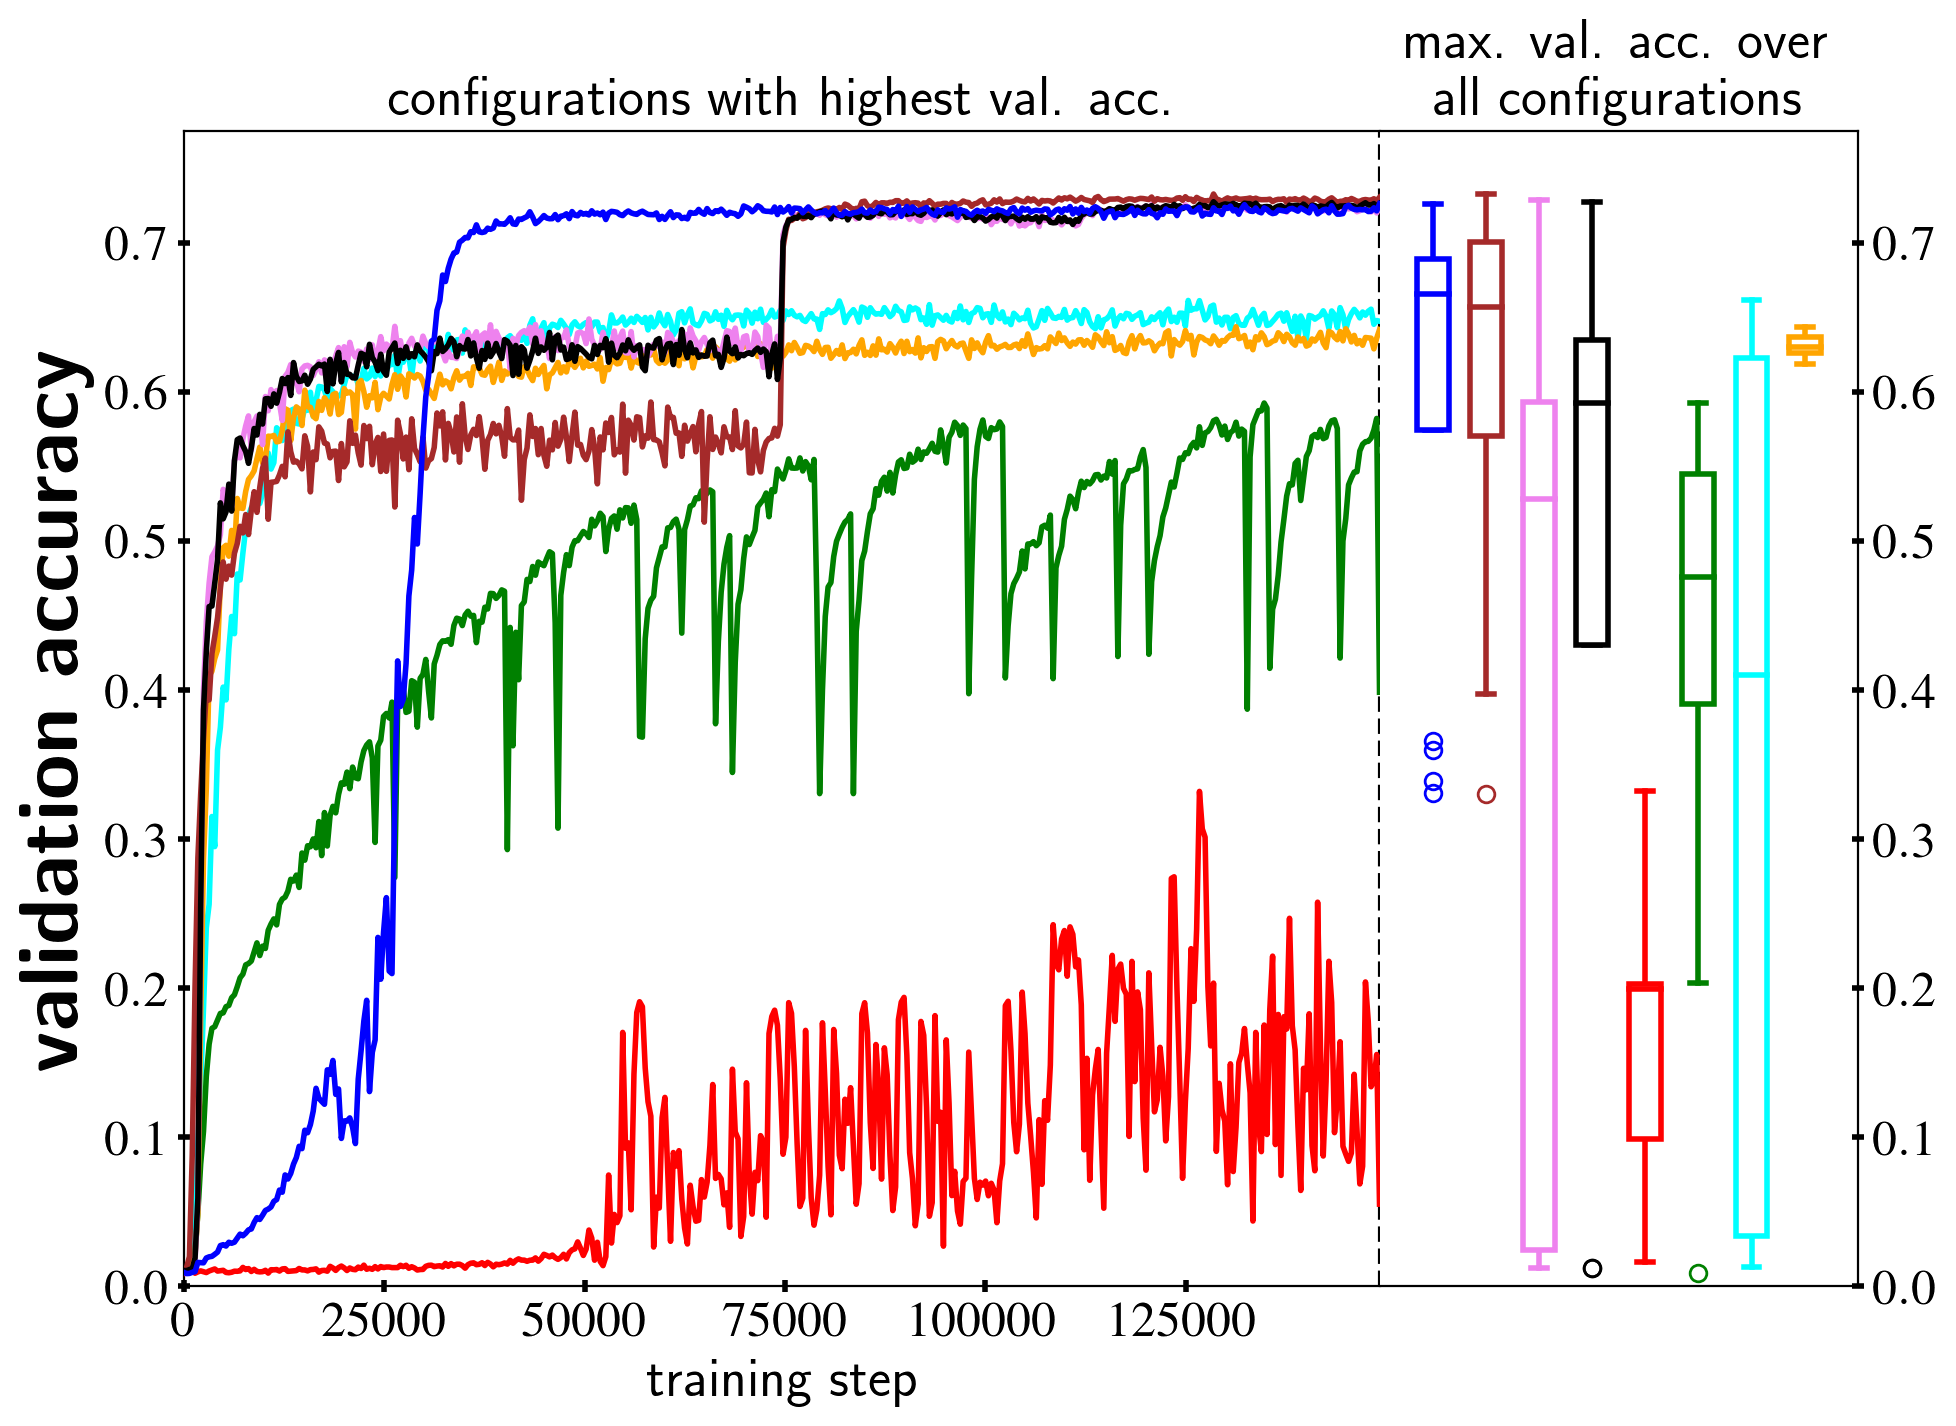 max. val. acc. over
configurations with highest val. acc.
all configurations
validation accuracy
0.7
0.6
0.5
0.4
0.3
0.2
0.1
0.0
0.7
0.6
0.5
0.4
0.3
0.2
0.1
0.0
0 25000 50000 75000 100000 125000
training step